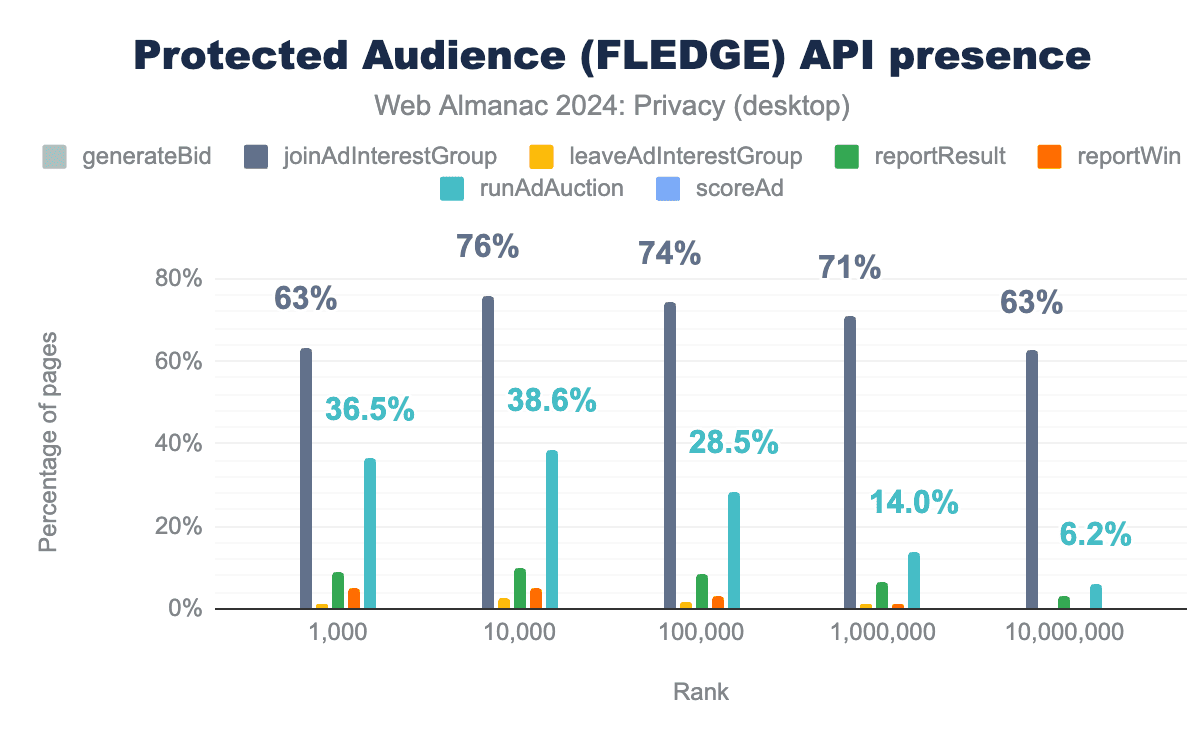 Protected Audience (FLEDGE) API presence
Web Almanac 2024: Privacy (desktop)
generateBid joinAdInterestGroup leaveAdInterestGroup reportResult reportWin
runAdAuction scoreAd
76%
74%
71%
63%
63%
36.5%
38.6%
28.5%
14.0%
6.2%
80%
60%
40%
20%
0%
Percentage of pages
1,000 10,000 100,000 1,000,000 10,000,000
Rank